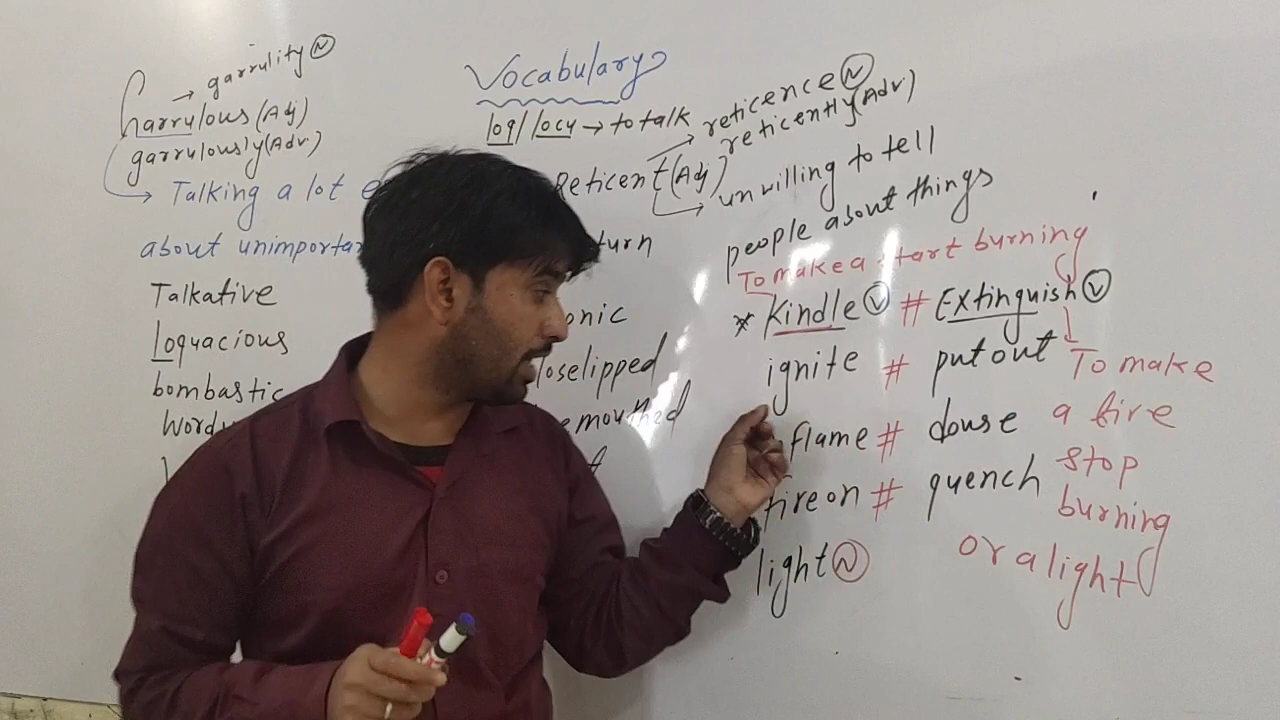 Vocabulary
→ garrulity (N)
Garrulous (Adj)
garrulously (Adv.)
→ Talking a lot
about unimportan
Talkative
Loquacious
bombastic
Wordy
log/locu → to talk
→ reticence (N)
reticently (Adv)
Reticent (Adj)
→ unwilling to tell
people about things
turn
onic
loselipped
emouthed
To make a start burning
* Kindle (V) # Extinguish (V)
ignite # put out
flame # douse
fire on # quench
light (N)
To make
a fire
stop
burning
or a light